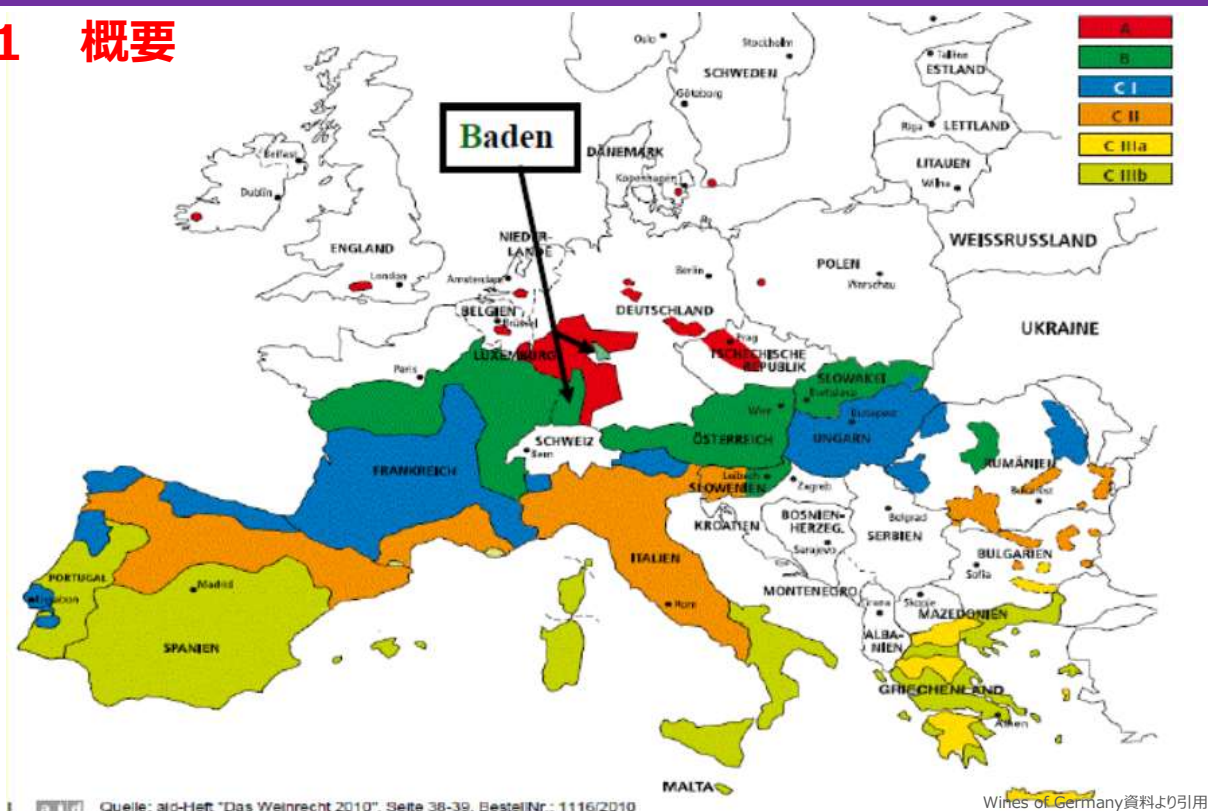 1 概要
A
B
C I
C II
C IIIa
C IIIb
Baden
Oslo
Stockholm
SCHWEDEN
Göteborg
Tallinn
ESTLAND
Riga
LETTLAND
LITAUEN
Wilna
DÄNEMARK
Kopenhagen
Belfast
Dublin
ENGLAND
London
NIEDER-
LANDE
Amsterdam
BELGIEN
Brüssel
Berlin
DEUTSCHLAND
POLEN
Warschau
WEISSRUSSLAND
UKRAINE
LUXEMBURG
Paris
Prag
TSCHECHISCHE
REPUBLIK
SLOWAKEI
Bratislava
Wien
ÖSTERREICH
Budapest
UNGARN
SCHWEIZ
Bern
FRANKREICH
Laibach
SLOWENIEN
Zagreb
KROATIEN
BOSNIEN-
HERZEG.
Sarajevo
Belgrad
SERBIEN
RUMÄNIEN
Bukarest
BULGARIEN
Sofia
MONTENEGRO
Tirana
Skopje
MAZEDONIEN
ALBA-
NIEN
GRIECHENLAND
Athen
ITALIEN
Rom
PORTUGAL
Lissabon
Madrid
SPANIEN
MALTA
aid
Quelle: aid-Heft "Das Weinrecht 2010", Seite 38-39, BestellNr.: 1116/2010
Wines of Germany資料より引用